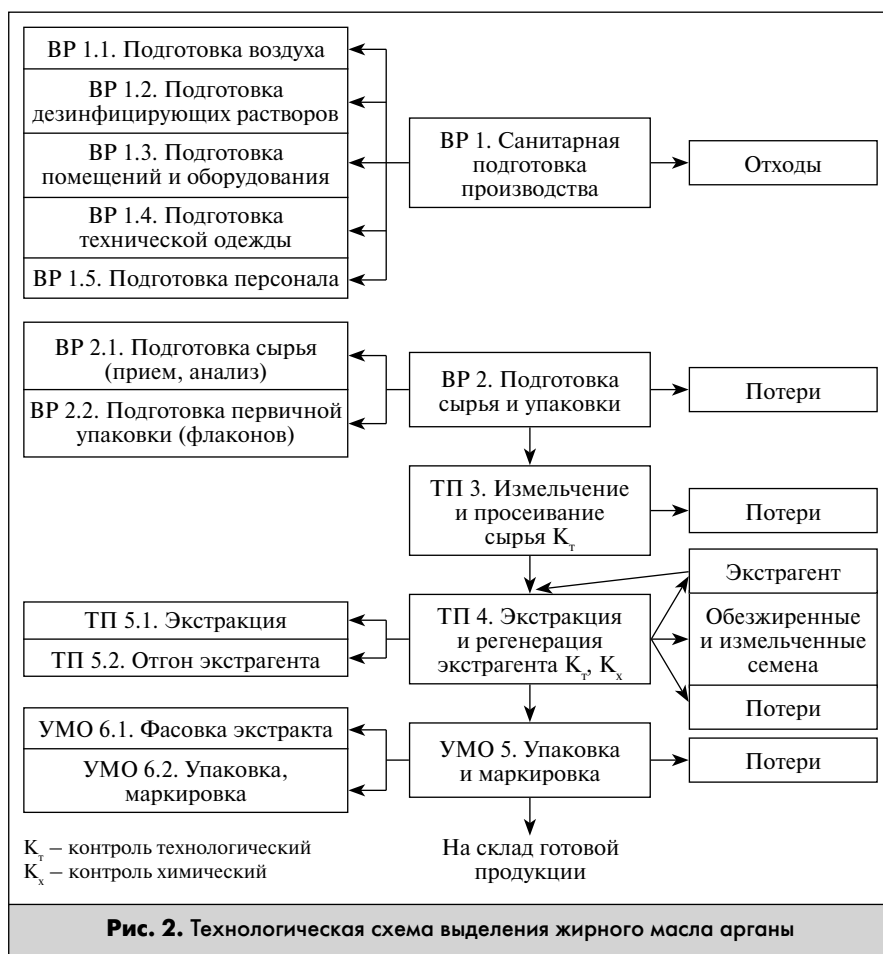 ВР 1.1. Подготовка воздуха
ВР 1.2. Подготовка
дезинфицирующих растворов
ВР 1.3. Подготовка
помещений и оборудования
ВР 1.4. Подготовка
технической одежды
ВР 1.5. Подготовка персонала
ВР 1. Санитарная
подготовка
производства
Отходы
ВР 2.1. Подготовка сырья
(прием, анализ)
ВР 2.2. Подготовка первичной
упаковки (флаконов)
ВР 2. Подготовка
сырья и упаковки
Потери
ТП 3. Измельчение
и просеивание
сырья Кт
Потери
ТП 5.1. Экстракция
ТП 5.2. Отгон экстрагента
ТП 4. Экстракция
и регенерация
экстрагента Кт, Кх
Экстрагент
Обезжиренные
и измельченные
семена
Потери
УМО 6.1. Фасовка экстракта
УМО 6.2. Упаковка,
маркировка
УМО 5. Упаковка
и маркировка
Потери
Кт – контроль технологический
Кх – контроль химический
На склад готовой
продукции
Рис. 2. Технологическая схема выделения жирного масла арганы